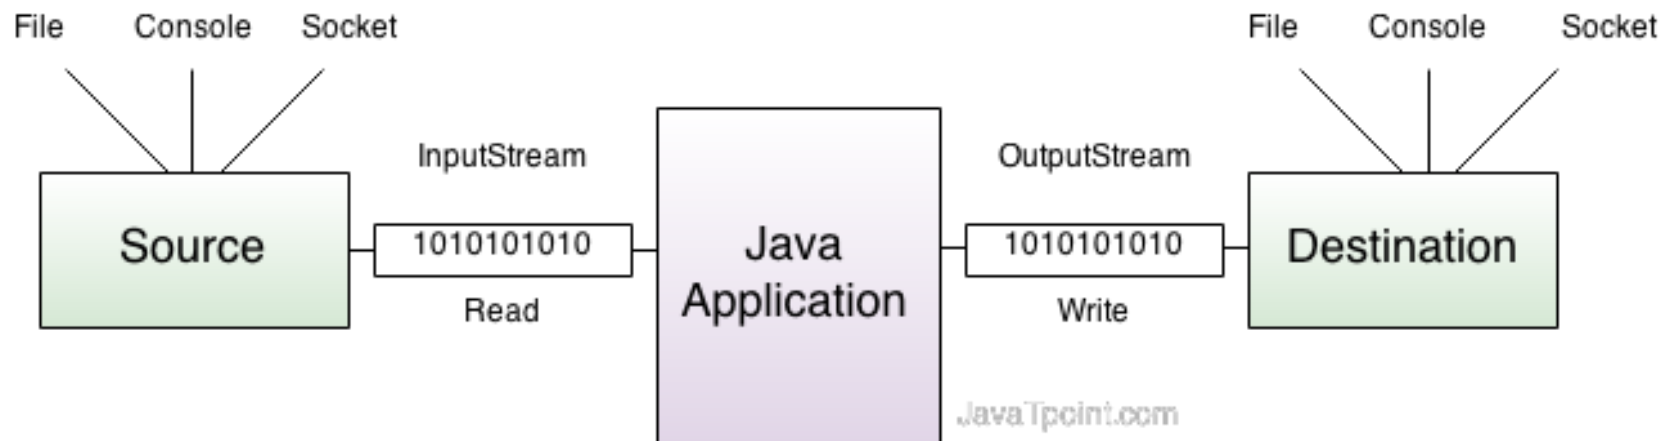 File Console Socket
File Console Socket
InputStream
OutputStream
Source
1010101010
Java
Application
1010101010
Destination
Read
Write
JavaTpoint.com